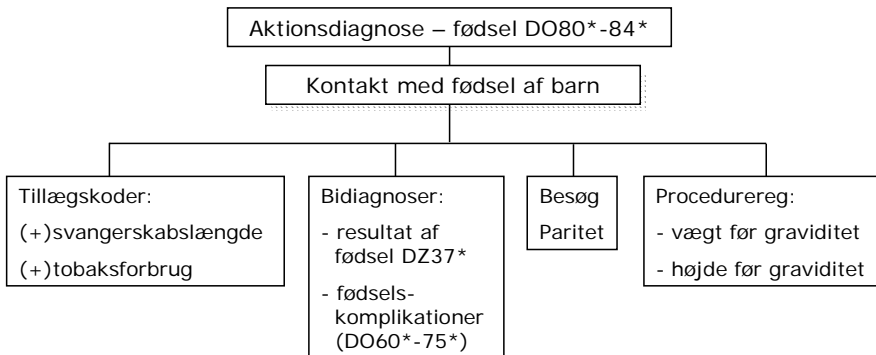 Aktionsdiagnose – fødsel DO80*-84*
Kontakt med fødsel af barn
Tillægskoder:
(+)svangerskabslængde
(+)tobaksforbrug
Bidiagnoser:
- resultat af
fødsel DZ37*
- fødsels-
komplikationer
(DO60*-75*)
Besøg
Paritet
Procedurereg:
- vægt før graviditet
- højde før graviditet